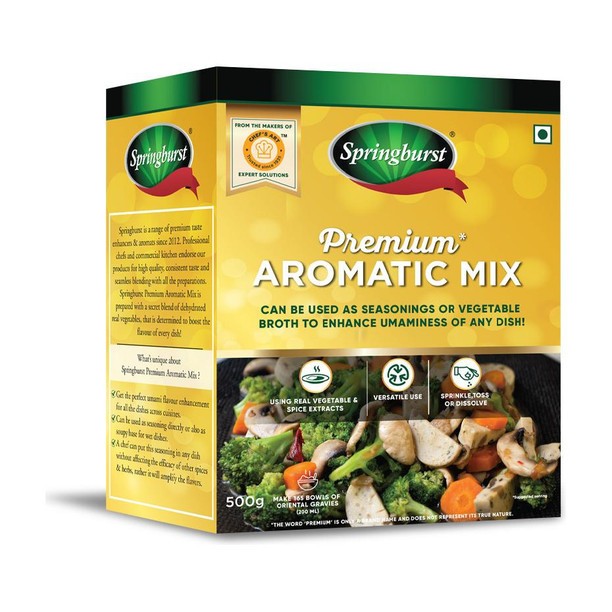 Springburst®
Springburst is a range of premium taste
enhancers & aromats since 2012. Professional
chefs and commercial kitchen endorse our
products for high quality, consistent taste and
seamless blending with all the preparations.
Springburst Premium Aromatic Mix is
prepared with a secret blend of dehydrated
real vegetables, that is determined to boost the
flavour of every dish!
What's unique about
Springburst Premium Aromatic Mix ?
Get the perfect umami flavour enhancement
for all the dishes across cuisines.
Can be used as seasoning directly or also as
soupy base for wet dishes.
A chef can put this seasoning in any dish
without affecting the efficacy of other spices
& herbs, rather it will amplify the flavors.
FROM THE MAKERS OF
CHEF'S ART™
EXPERT SOLUTIONS
Springburst®
Premium*
AROMATIC MIX
CAN BE USED AS SEASONINGS OR VEGETABLE
BROTH TO ENHANCE UMAMINESS OF ANY DISH!
USING REAL VEGETABLE &
SPICE EXTRACTS
VERSATILE USE
SPRINKLE, TOSS
OR DISSOLVE
500g
MAKE 165 BOWLS OF
ORIENTAL GRAVIES
(200 ML)
*THE WORD 'PREMIUM' IS ONLY A BRAND NAME AND DOES NOT REPRESENT ITS TRUE NATURE.